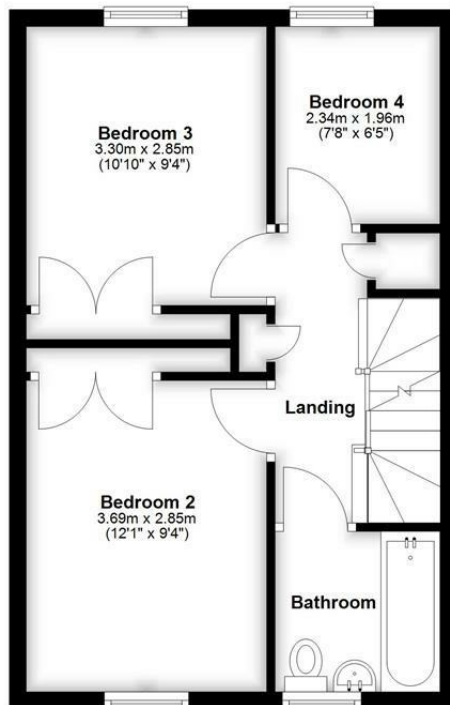 Bedroom 3
3.30m x 2.85m
(10'10" x 9'4")
Bedroom 4
2.34m x 1.96m
(7'8" x 6'5")
Landing
Bedroom 2
3.69m x 2.85m
(12'1" x 9'4")
Bathroom